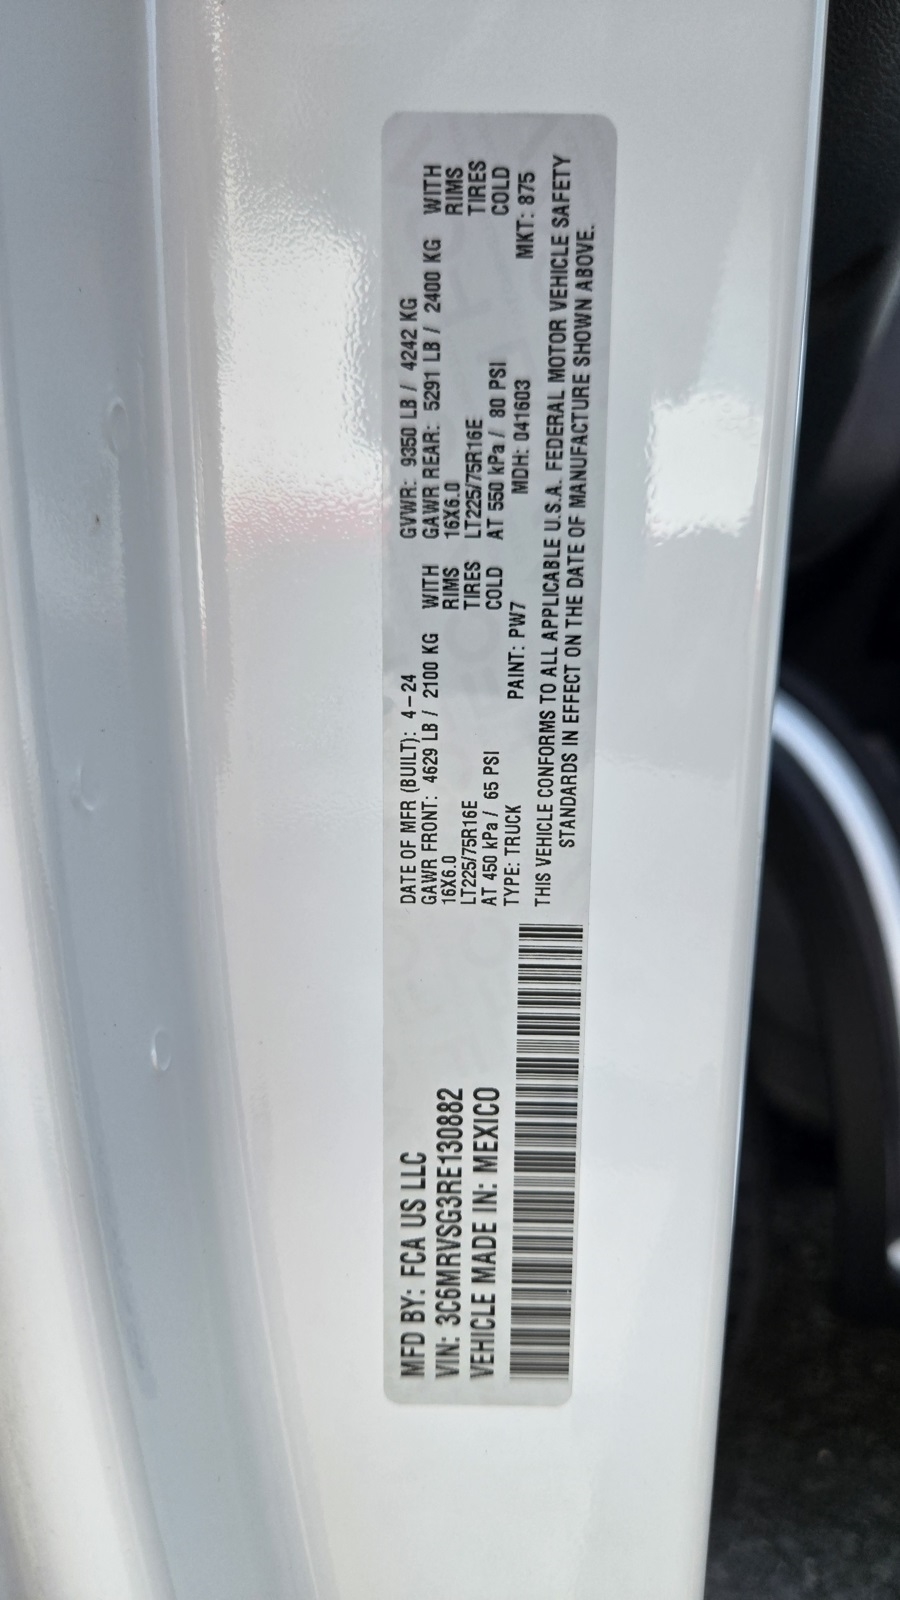 MFD BY: FCA US LLC
VIN: 3C6MRVSG3RE130882
VEHICLE MADE IN: MEXICO
DATE OF MFR (BUILT): 4-24 GVWR: 9350 LB / 4242 KG
GAWR FRONT: 4629 LB / 2100 KG WITH GAWR REAR: 5291 LB / 2400 KG WITH
16X6.0 RIMS 16X6.0 RIMS
LT225/75R16E TIRES LT225/75R16E TIRES
AT 450 kPa / 65 PSI COLD AT 550 kPa / 80 PSI COLD
TYPE: TRUCK PAINT: PW7 MDH: 041603 MKT: 875
THIS VEHICLE CONFORMS TO ALL APPLICABLE U.S.A. FEDERAL MOTOR VEHICLE SAFETY
STANDARDS IN EFFECT ON THE DATE OF MANUFACTURE SHOWN ABOVE.